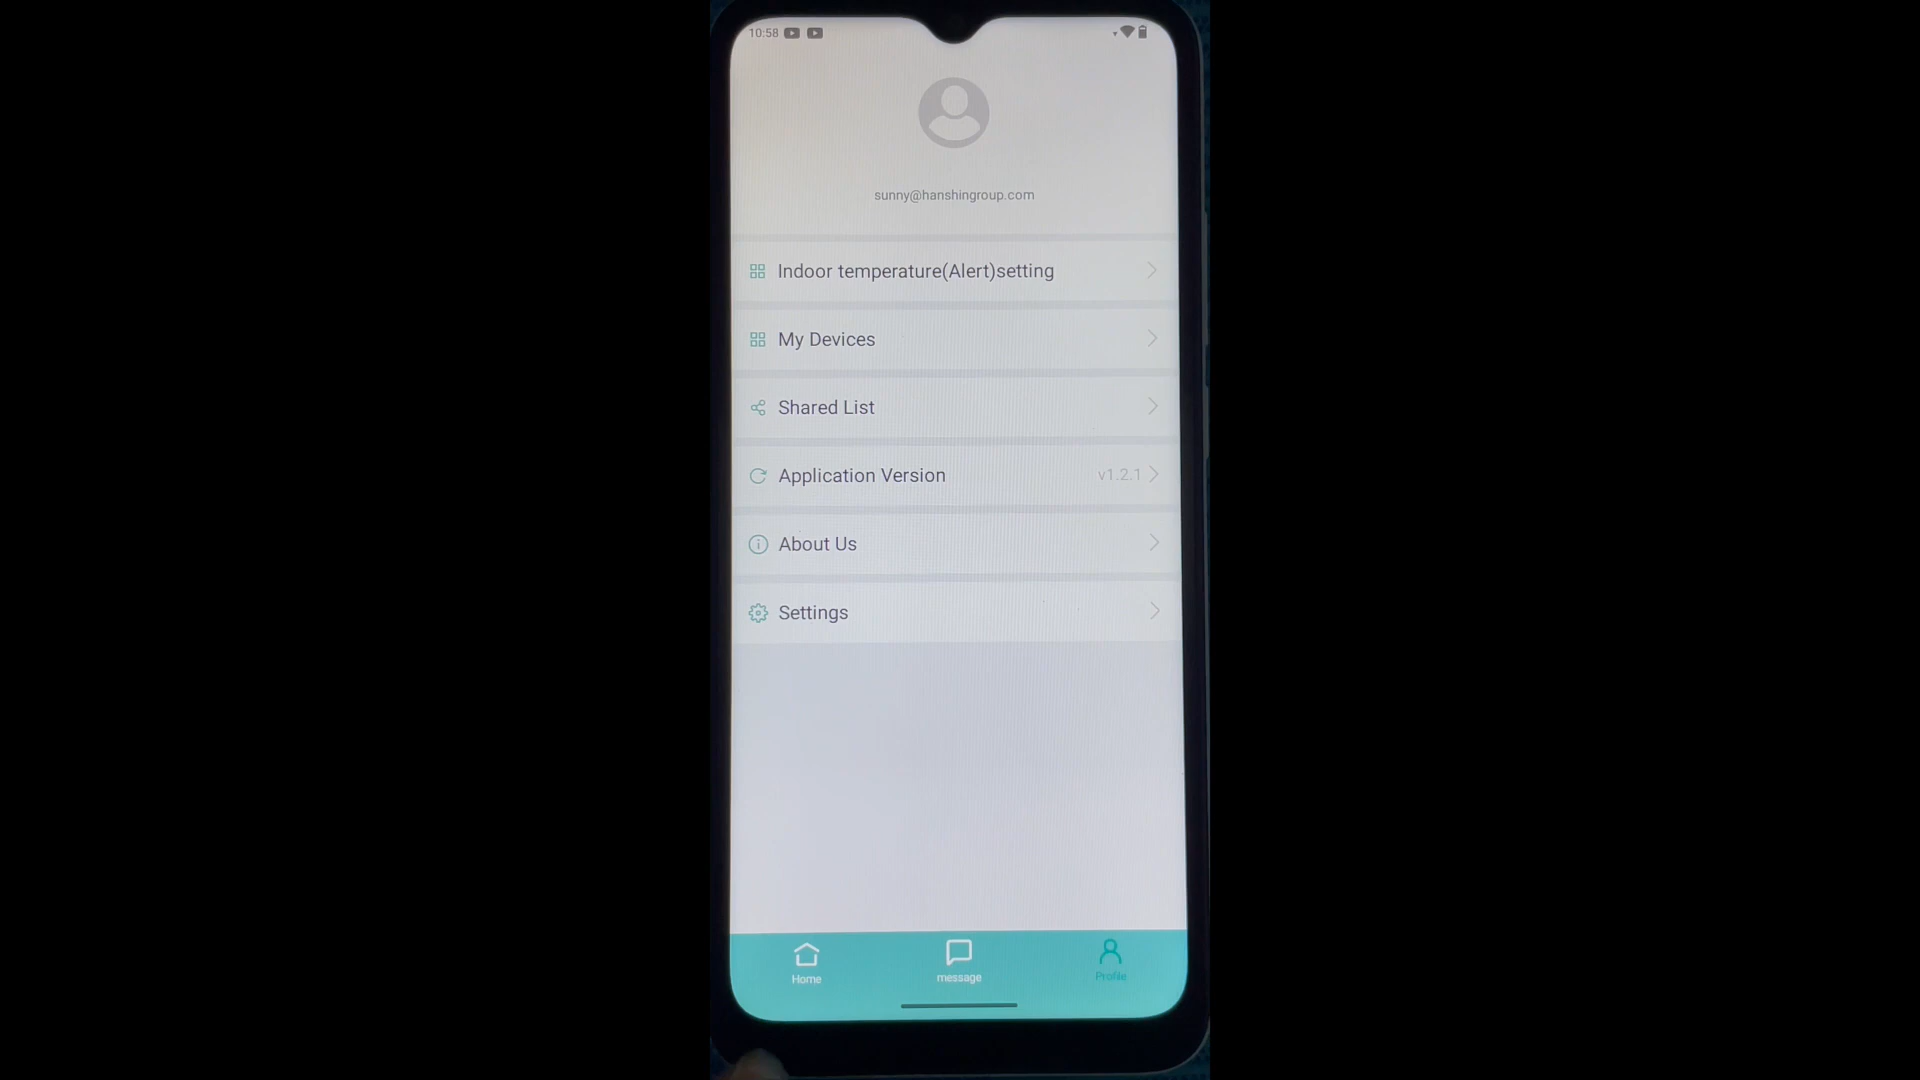 10:58
sunny@hanshingroup.com
Indoor temperature(Alert)setting
My Devices
Shared List
Application Version v1.2.1
About Us
Settings
Home message Profile